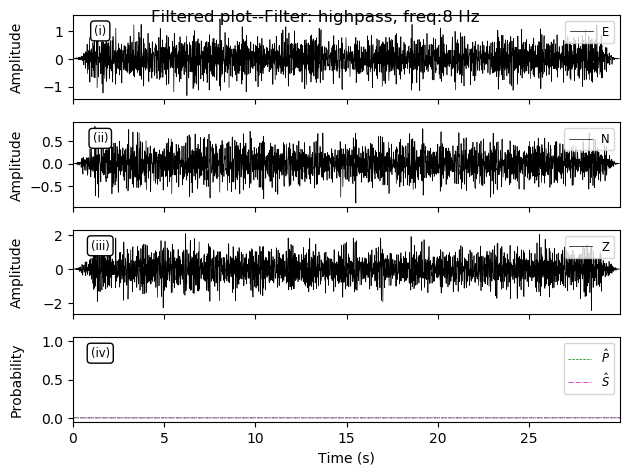 Filtered plot--Filter: highpass, freq:8 Hz
(i)
E
Amplitude
1
0
−1
(ii)
N
Amplitude
0.5
0.0
−0.5
(iii)
Z
Amplitude
2
0
−2
(iv)
P̂
Ŝ
Probability
1.0
0.5
0.0
0 5 10 15 20 25
Time (s)